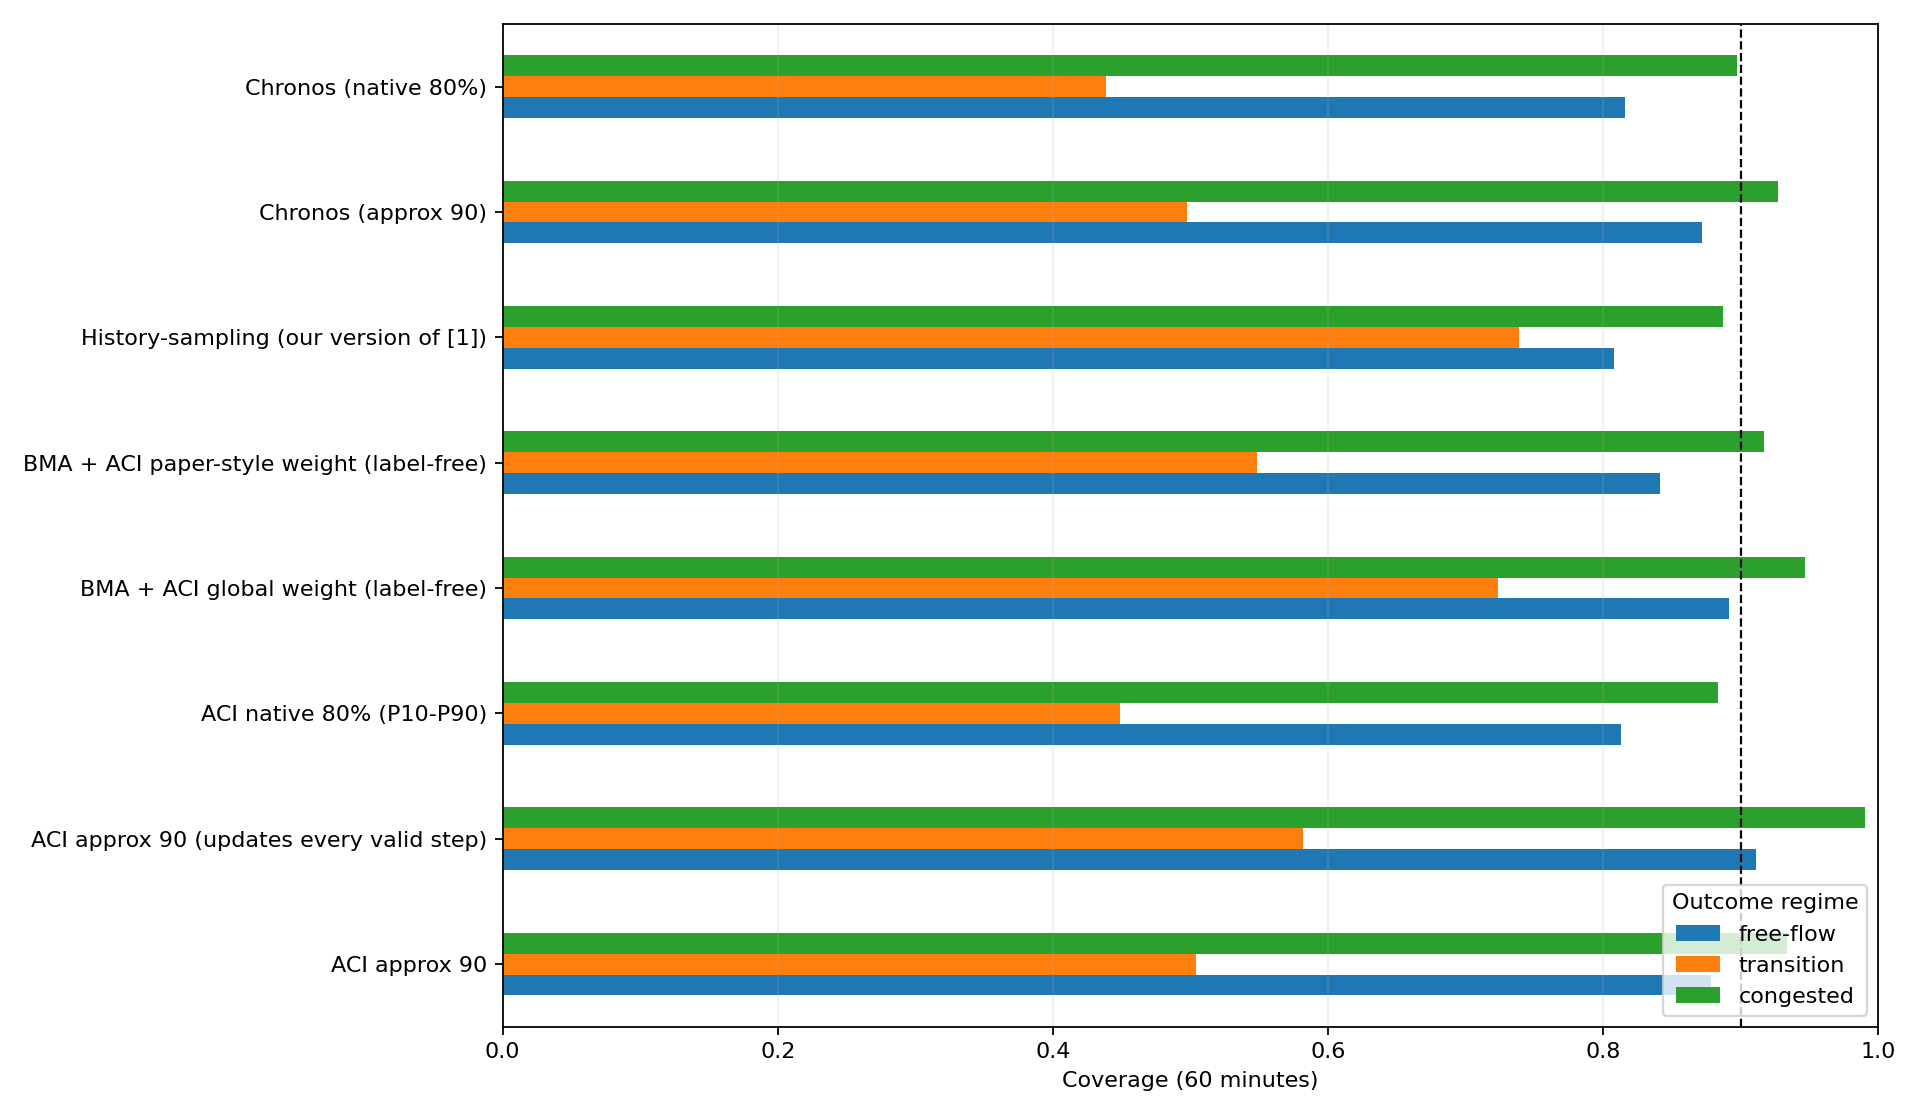 Chronos (native 80%)
Chronos (approx 90)
History-sampling (our version of [1])
BMA + ACI paper-style weight (label-free)
BMA + ACI global weight (label-free)
ACI native 80% (P10-P90)
ACI approx 90 (updates every valid step)
ACI approx 90
Outcome regime
free-flow
transition
congested
0.0 0.2 0.4 0.6 0.8 1.0
Coverage (60 minutes)